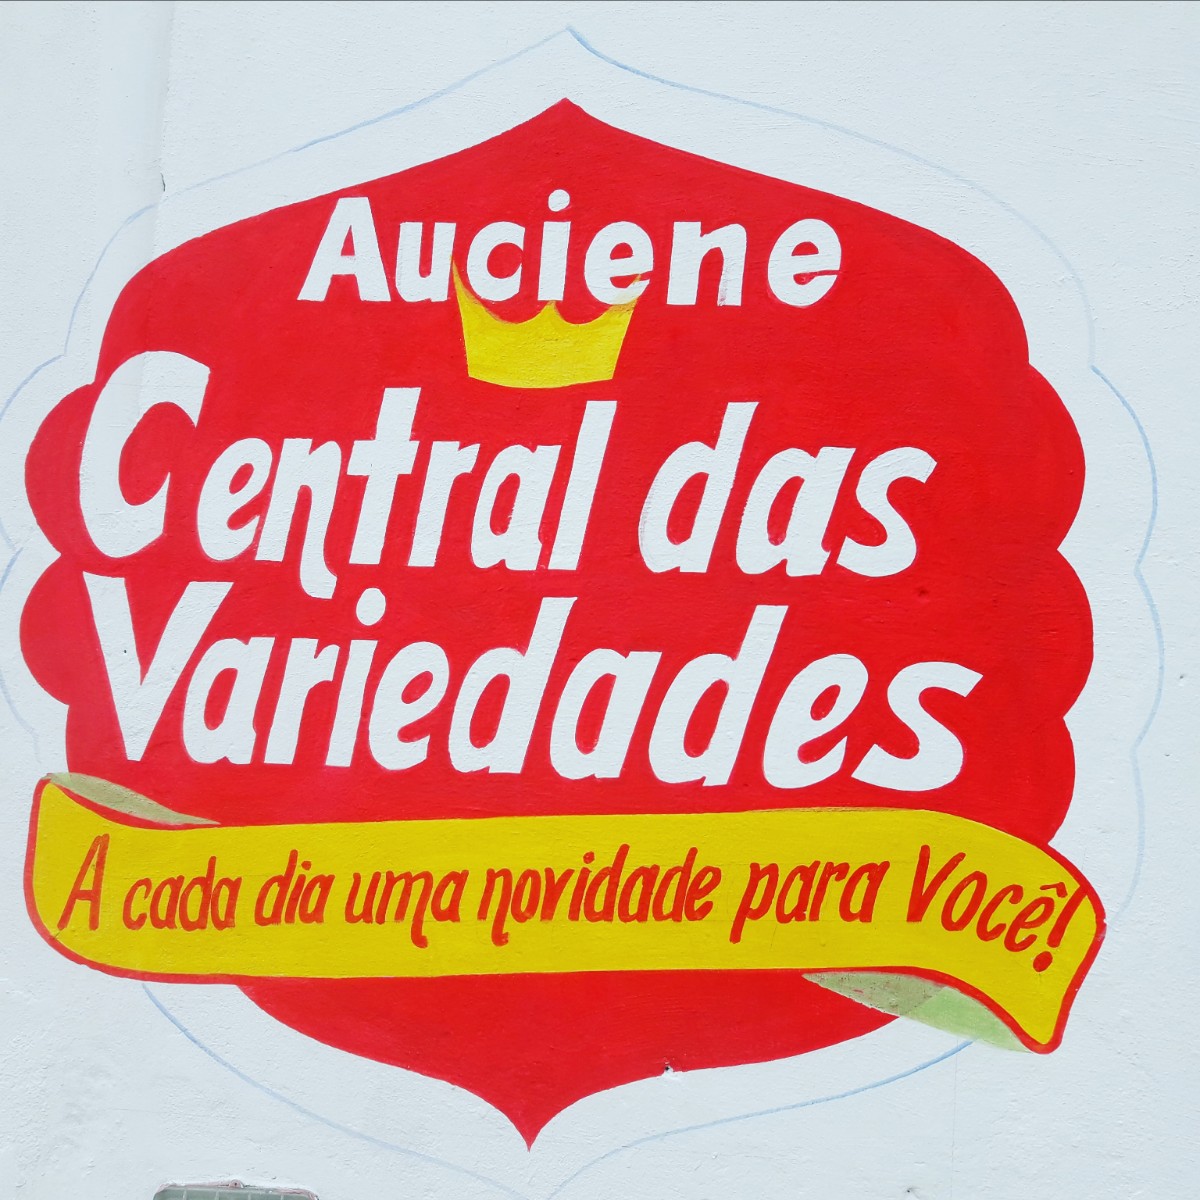 Auciene
Central das
Variedades
A cada dia uma novidade para Você!